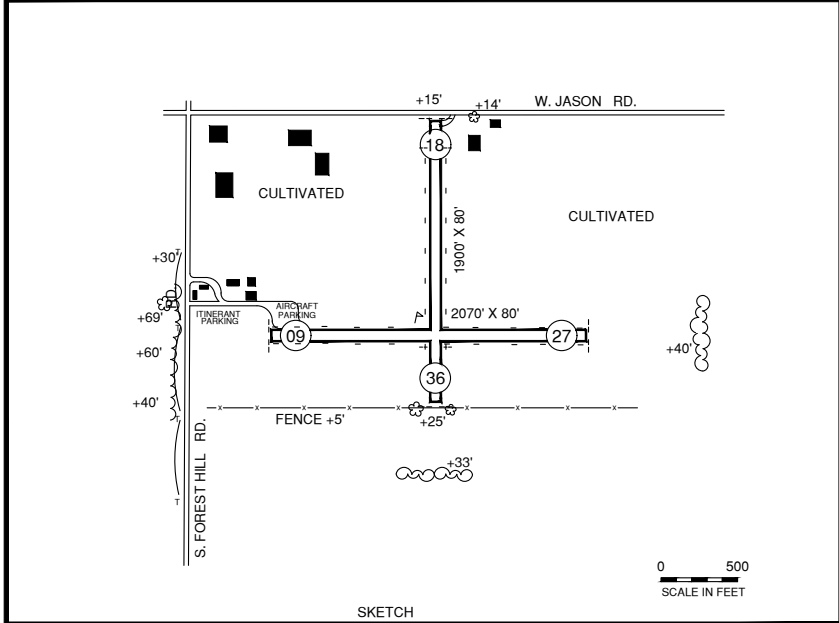 +15'
+14'
W. JASON RD.
18
CULTIVATED
CULTIVATED
1900' X 80'
+30'
ITINERANT
PARKING
AIRCRAFT
PARKING
+69'
2070' X 80'
09
27
+60'
+40'
36
+40'
x x x x x x x x x
FENCE +5'
+25'
S. FOREST HILL RD.
T
T
T
T
+33'
0 500
SCALE IN FEET
SKETCH